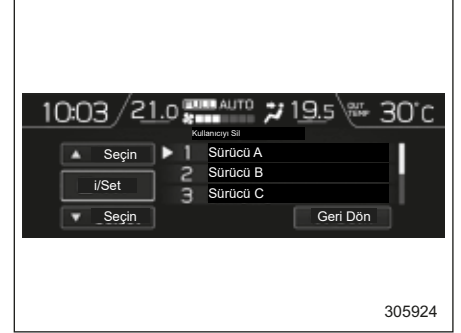 10:03 21.0 FULL AUTO 19.5 OUT TEMP 30°C
Kullanıcıyı Sil
▲ Seçin ▶ 1 Sürücü A
i/Set 2 Sürücü B
3 Sürücü C
▼ Seçin Geri Dön
305924